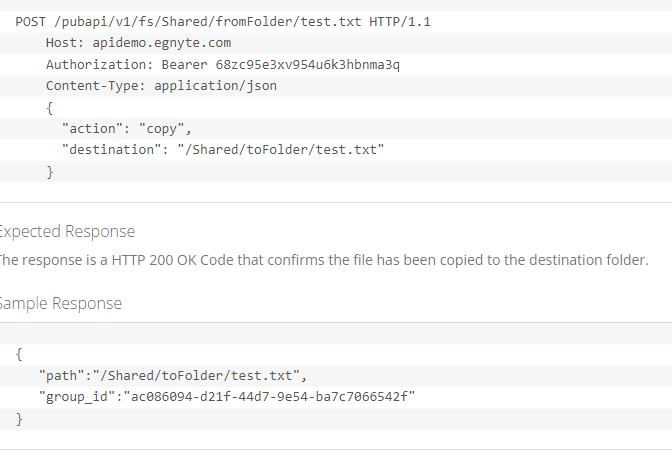 POST /pubapi/v1/fs/Shared/fromFolder/test.txt HTTP/1.1
Host: apidemo.egnyte.com
Authorization: Bearer 68zc95e3xv954u6k3hbnma3q
Content-Type: application/json
{
"action": "copy",
"destination": "/Shared/toFolder/test.txt"
}
Expected Response
The response is a HTTP 200 OK Code that confirms the file has been copied to the destination folder.
Sample Response
{
"path":"/Shared/toFolder/test.txt",
"group_id":"ac086094-d21f-44d7-9e54-ba7c7066542f"
}